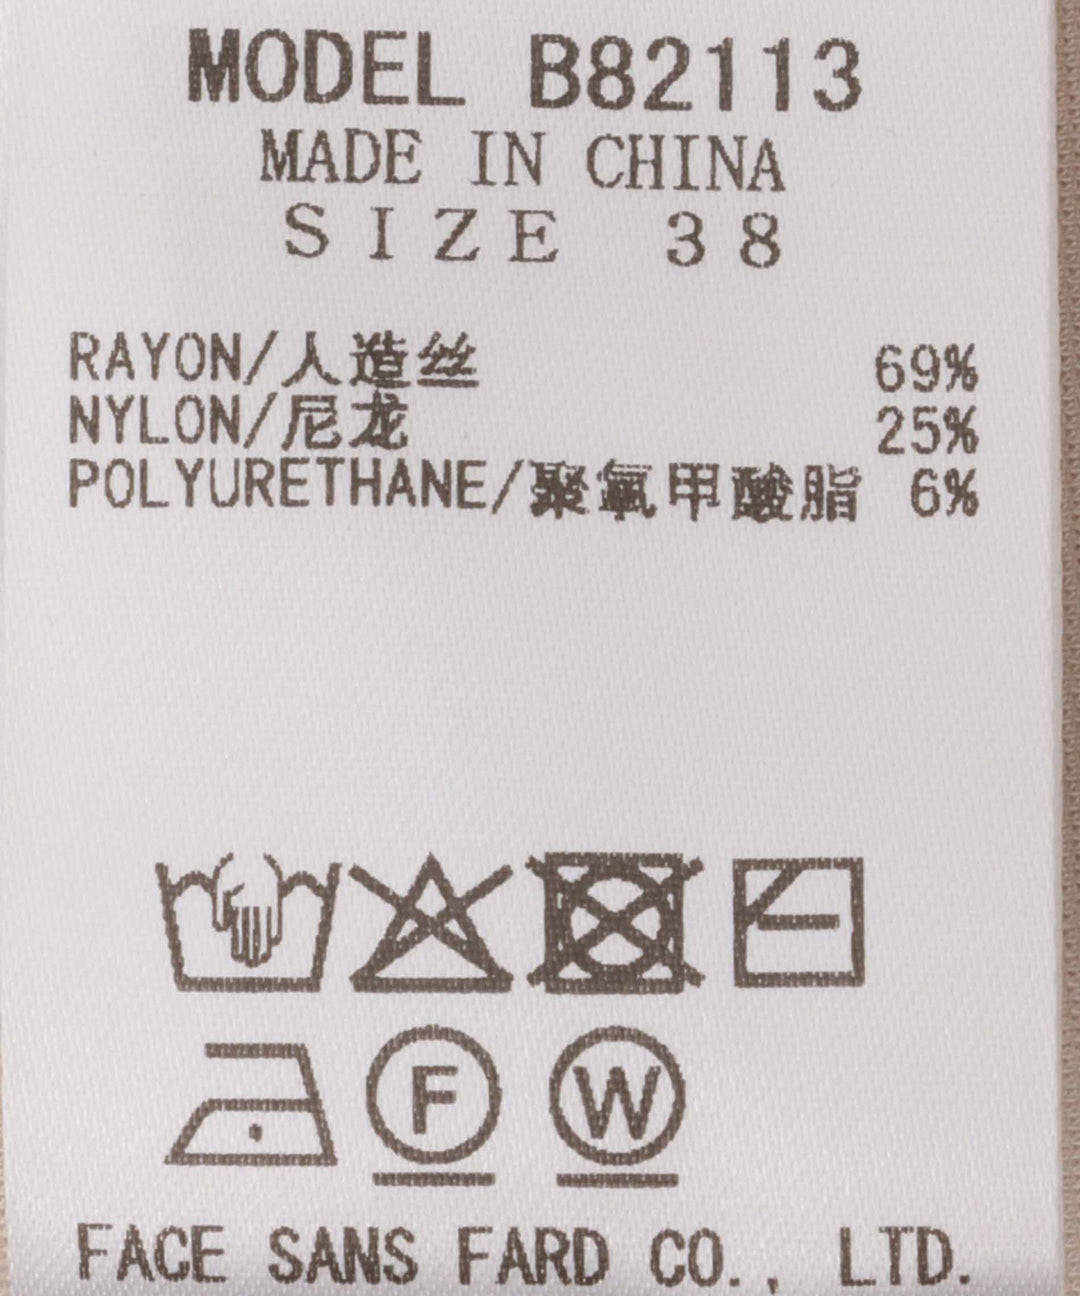 MODEL B82113
MADE IN CHINA
SIZE 38
RAYON/人造丝 69%
NYLON/尼龙 25%
POLYURETHANE/聚氧甲酸脂 6%
F W
FACE SANS FARD CO., LTD.